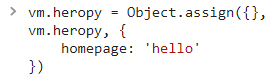 > vm.heropy = Object.assign({},
vm.heropy, {
    homepage: 'hello'
})